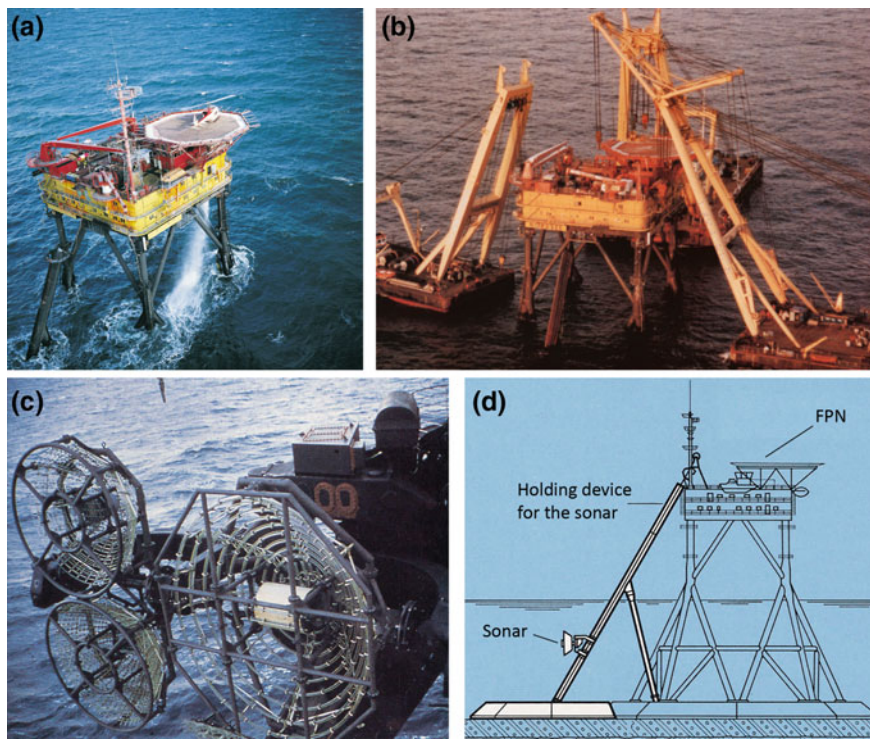 (a)
(b)
(c)
00
(d)
FPN
Holding device
for the sonar
Sonar